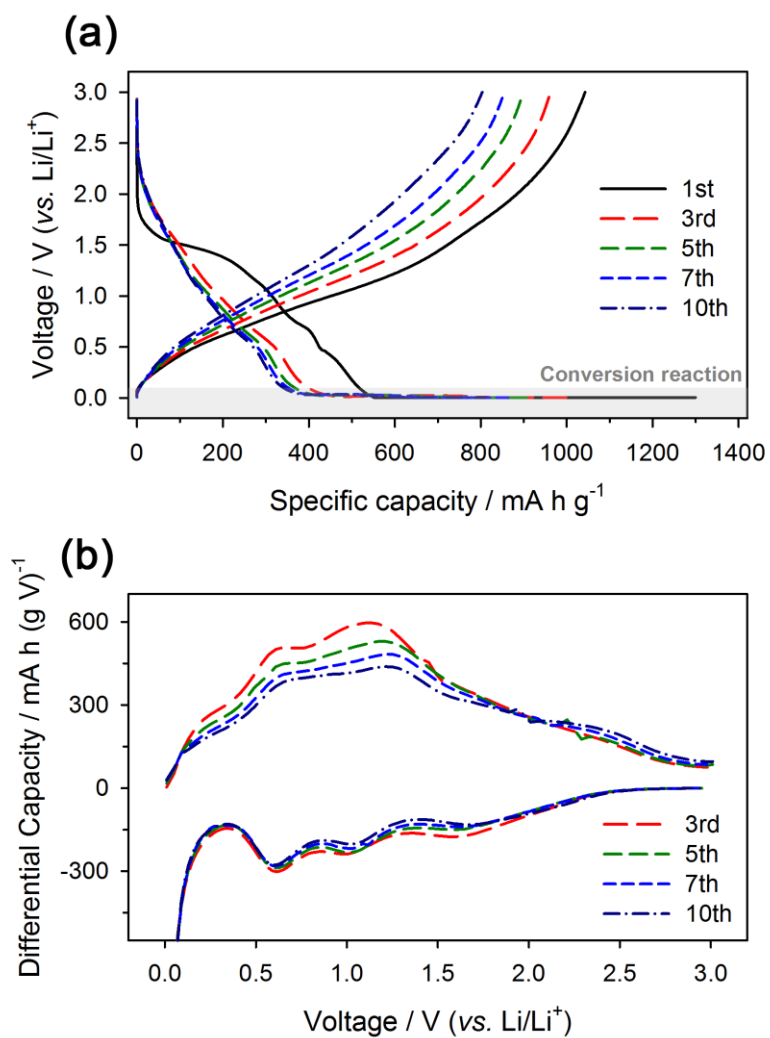 (a)
Voltage / V (vs. Li/Li⁺)
3.0
2.5
2.0
1.5
1.0
0.5
0.0
1st
3rd
5th
7th
10th
Conversion reaction
0 200 400 600 800 1000 1200 1400
Specific capacity / mA h g⁻¹
(b)
Differential Capacity / mA h (g V)⁻¹
600
300
0
-300
3rd
5th
7th
10th
0.0 0.5 1.0 1.5 2.0 2.5 3.0
Voltage / V (vs. Li/Li⁺)